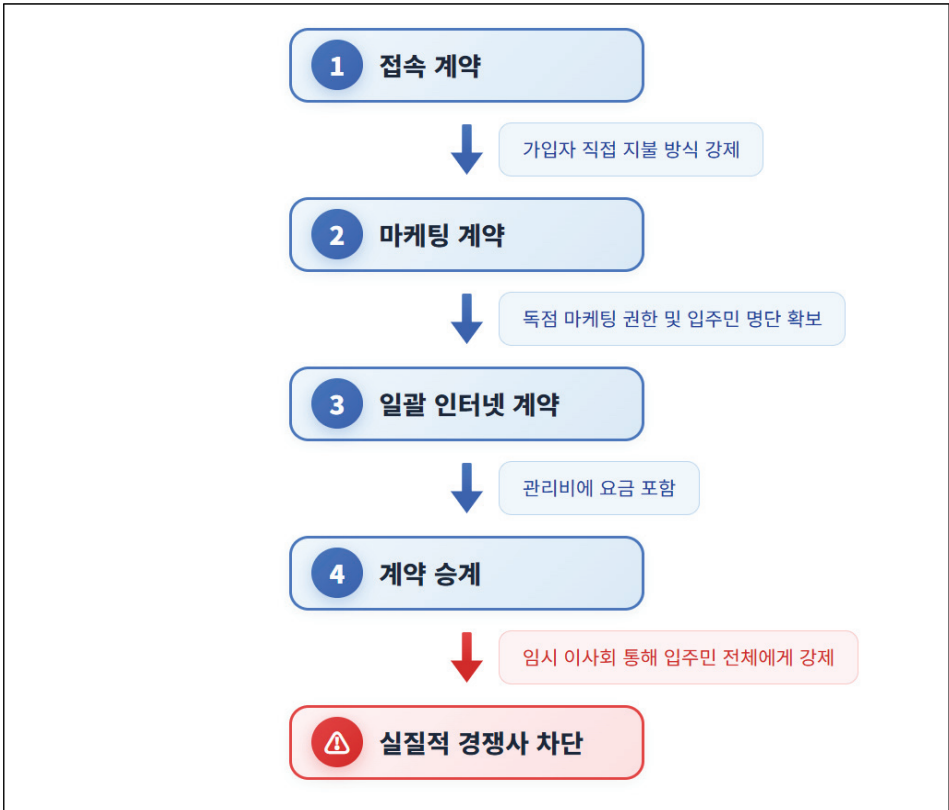 1 접속 계약
가입자 직접 지불 방식 강제
2 마케팅 계약
독점 마케팅 권한 및 입주민 명단 확보
3 일괄 인터넷 계약
관리비에 요금 포함
4 계약 승계
임시 이사회 통해 입주민 전체에게 강제
실질적 경쟁사 차단